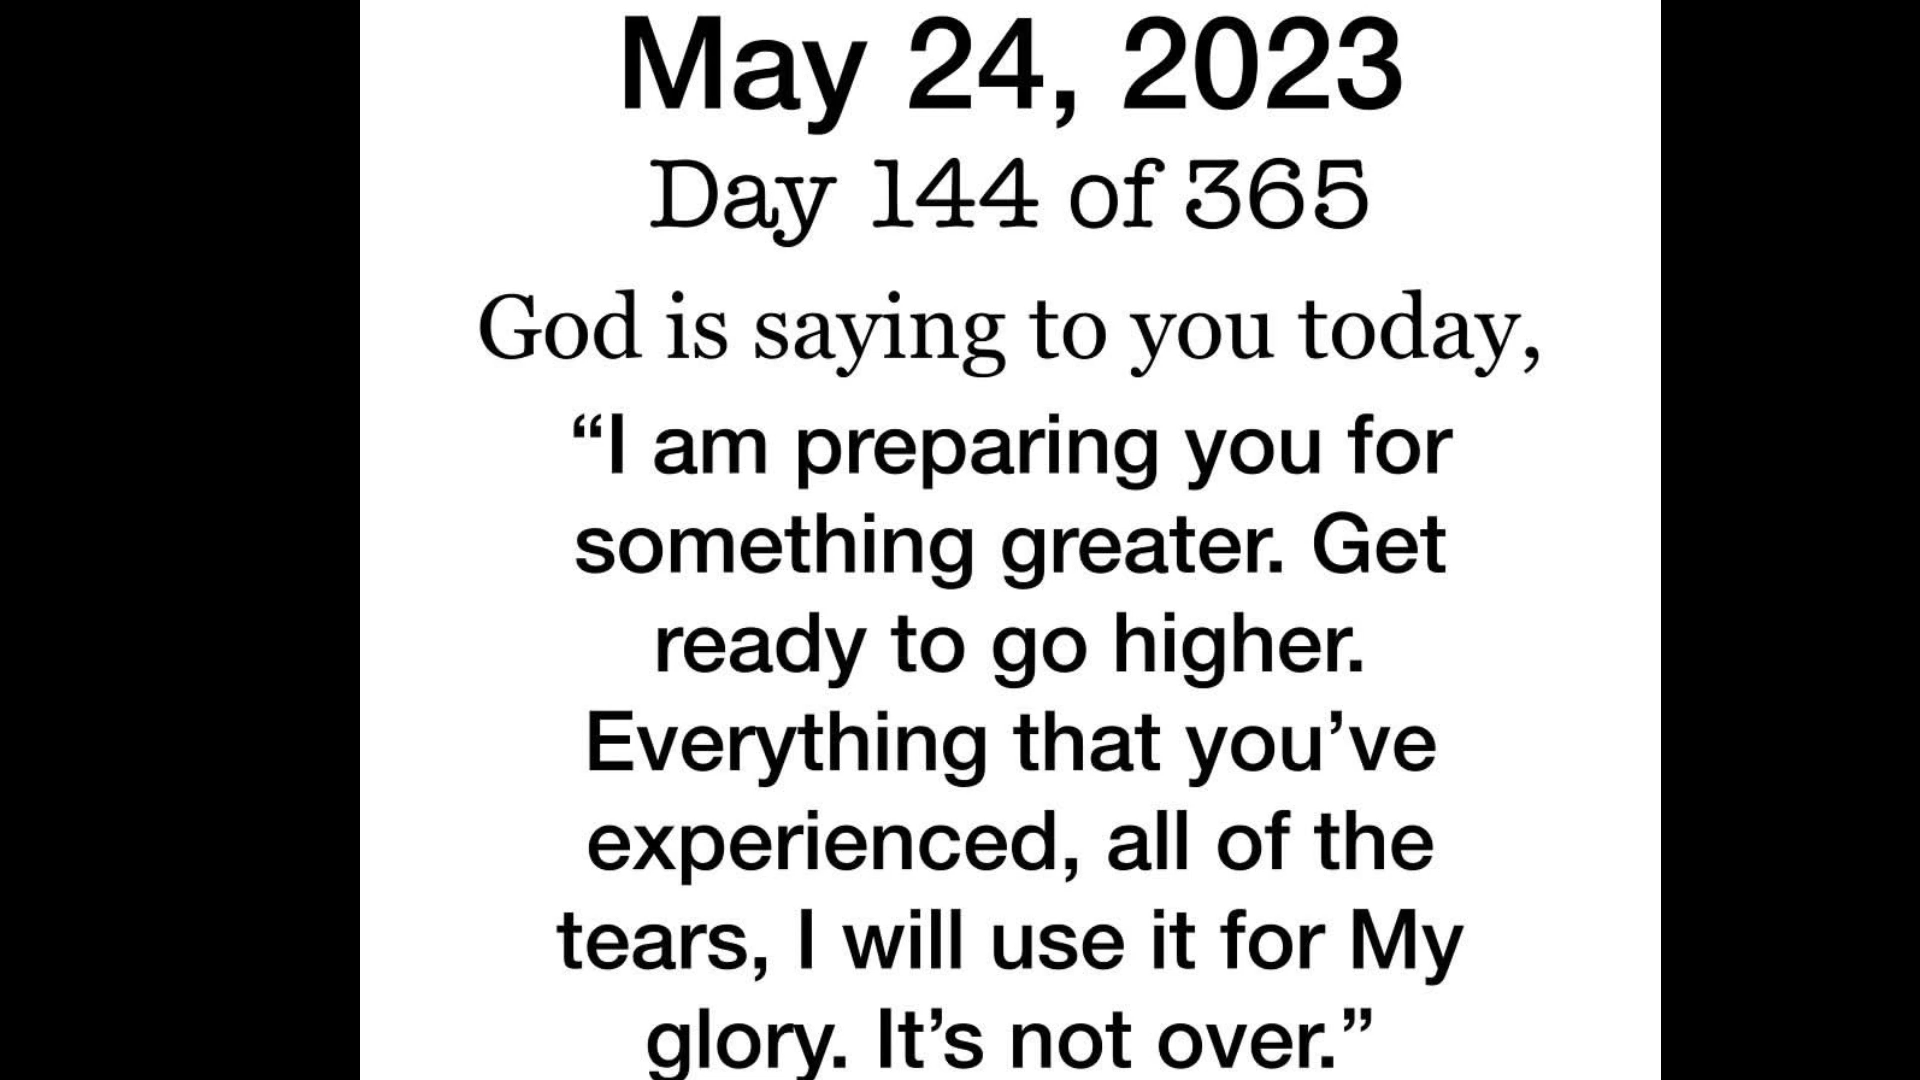 May 24, 2023
Day 144 of 365
God is saying to you today,
“I am preparing you for
something greater. Get
ready to go higher.
Everything that you’ve
experienced, all of the
tears, I will use it for My
glory. It’s not over.”